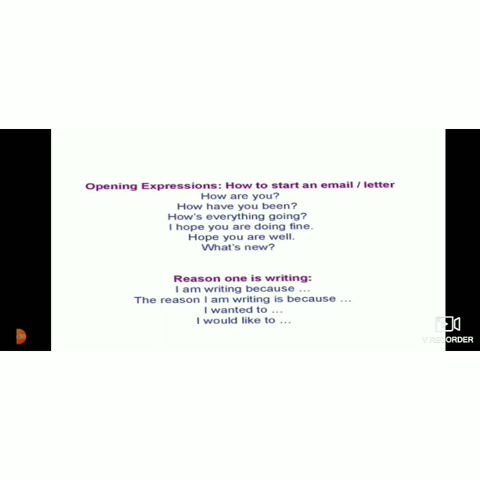 Opening Expressions: How to start an email / letter
How are you?
How have you been?
How's everything going?
I hope you are doing fine.
Hope you are well.
What's new?
Reason one is writing:
I am writing because ...
The reason I am writing is because ...
I wanted to ...
I would like to ...
V RECORDER